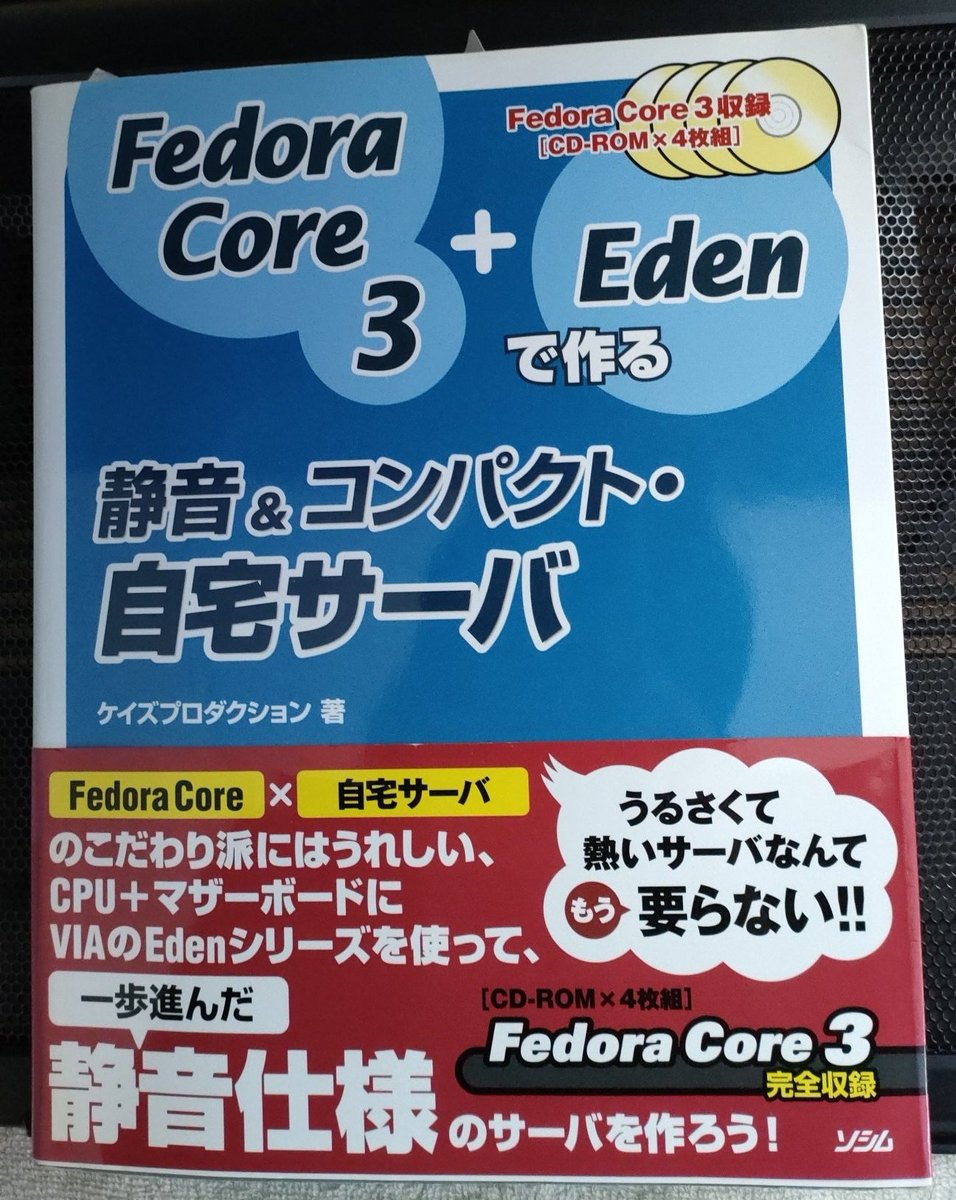 Fedora Core 3収録
[CD-ROM×4枚組]
Fedora
Core
3
+
Eden
で作る
静音&コンパクト・
自宅サーバ
ケイズプロダクション 著
Fedora Core × 自宅サーバ
のこだわり派にはうれしい、
CPU+マザーボードに
VIAのEdenシリーズを使って、
一歩進んだ
静音仕様のサーバを作ろう!
うるさくて
熱いサーバなんて
もう 要らない!!
[CD-ROM×4枚組]
Fedora Core 3
完全収録
ソシム